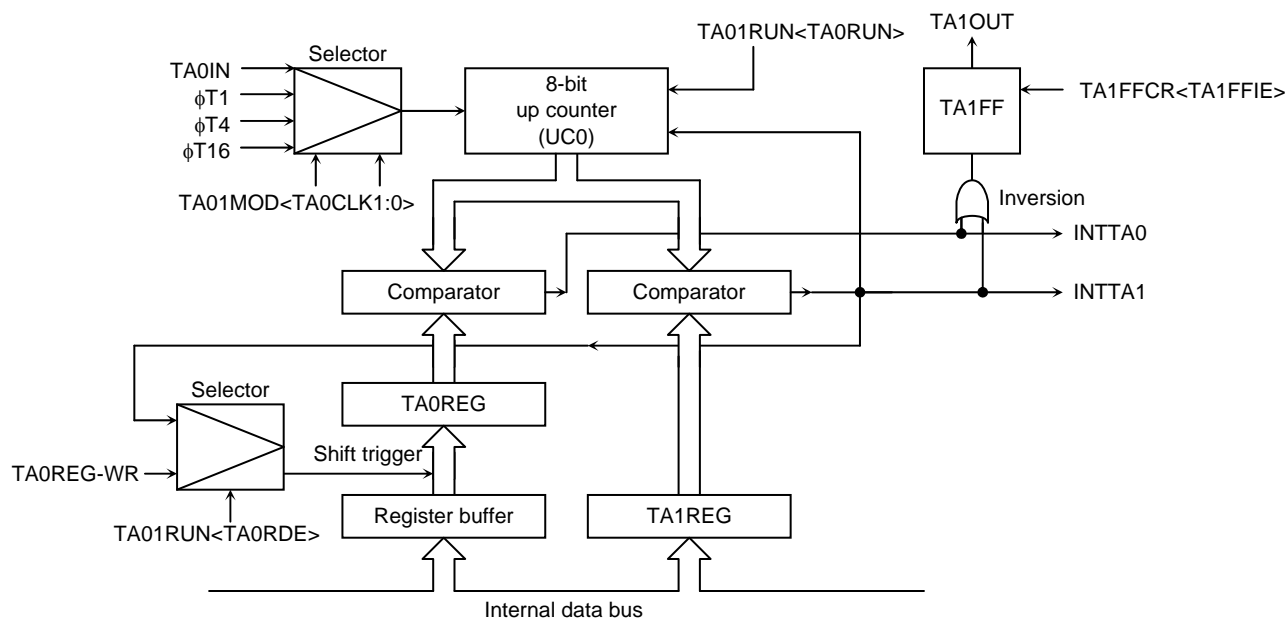 TA1OUT
TA01RUN<TA0RUN>
Selector
TA0IN
ϕT1
ϕT4
ϕT16
8-bit
up counter
(UC0)
TA1FF
TA1FFCR<TA1FFIE>
TA01MOD<TA0CLK1:0>
Inversion
INTTA0
Comparator
Comparator
INTTA1
Selector
TA0REG
Shift trigger
TA0REG-WR
Register buffer
TA1REG
TA01RUN<TA0RDE>
Internal data bus